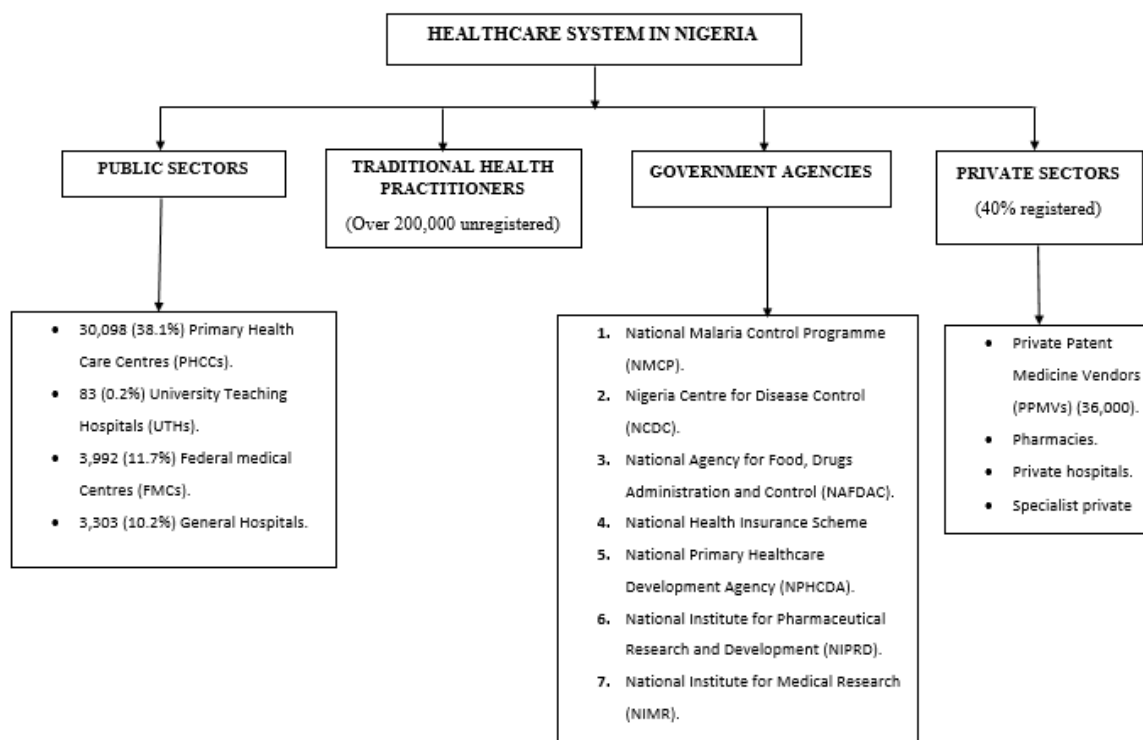 HEALTHCARE SYSTEM IN NIGERIA
PUBLIC SECTORS
TRADITIONAL HEALTH
PRACTITIONERS
(Over 200,000 unregistered)
GOVERNMENT AGENCIES
PRIVATE SECTORS
(40% registered)
• 30,098 (38.1%) Primary Health
Care Centres (PHCCs).
• 83 (0.2%) University Teaching
Hospitals (UTHs).
• 3,992 (11.7%) Federal medical
Centres (FMCs).
• 3,303 (10.2%) General Hospitals.
1. National Malaria Control Programme
(NMCP).
2. Nigeria Centre for Disease Control
(NCDC).
3. National Agency for Food, Drugs
Administration and Control (NAFDAC).
4. National Health Insurance Scheme
5. National Primary Healthcare
Development Agency (NPHCDA).
6. National Institute for Pharmaceutical
Research and Development (NIPRD).
7. National Institute for Medical Research
(NIMR).
• Private Patent
Medicine Vendors
(PPMVs) (36,000).
• Pharmacies.
• Private hospitals.
• Specialist private